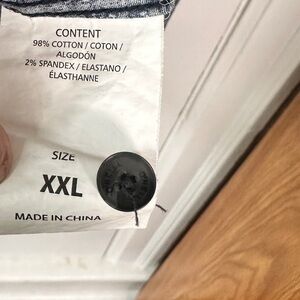 CONTENT
98% COTTON / COTON /
ALGODÓN
2% SPANDEX / ELASTANO /
ÉLASTHANNE
SIZE
XXL
MADE IN CHINA